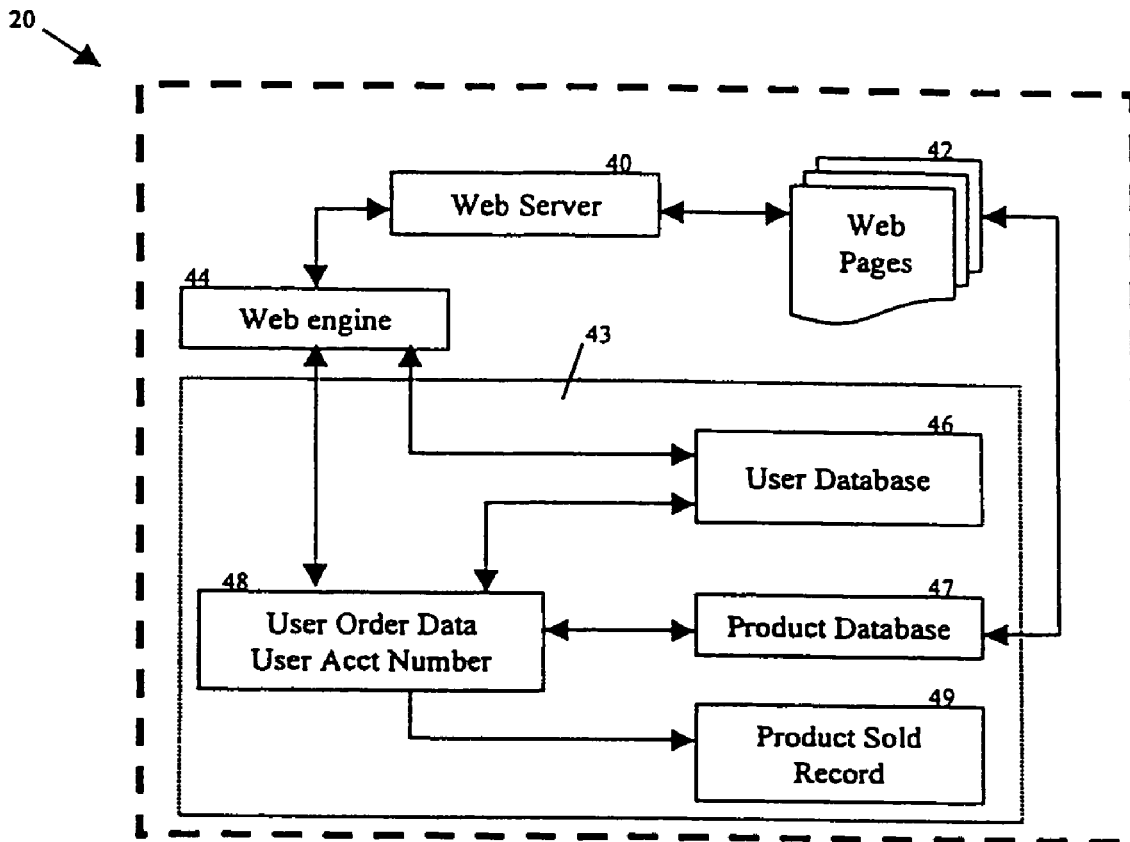 20
40
Web Server
42
Web
Pages
44
Web engine
43
46
User Database
48
User Order Data
User Acct Number
47
Product Database
49
Product Sold
Record